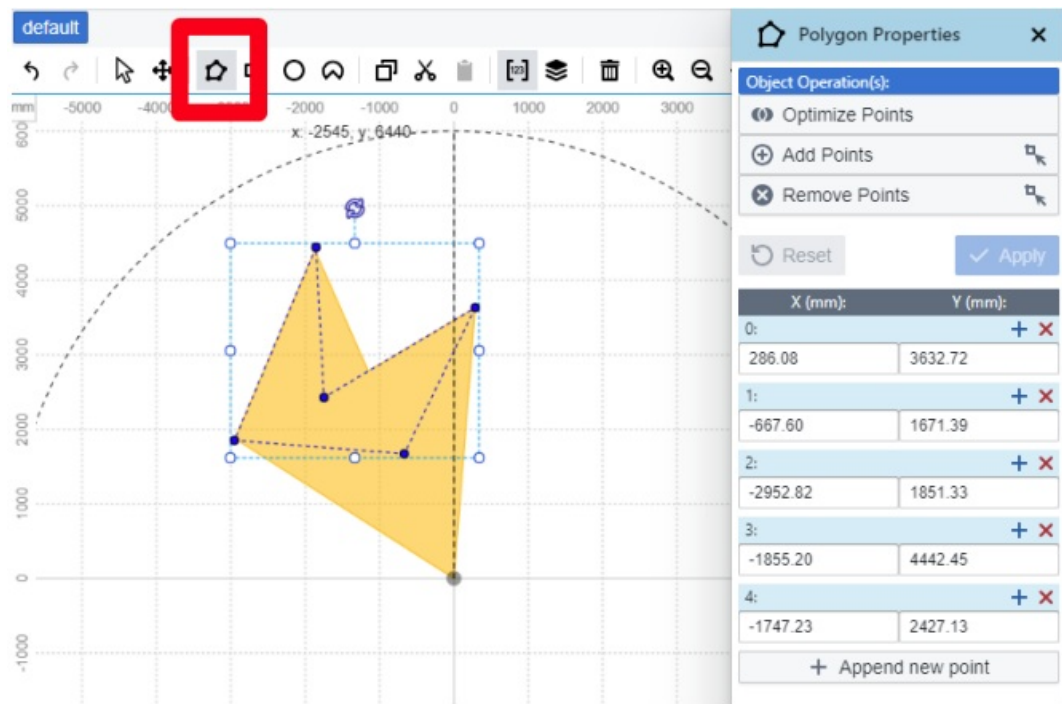 default
Polygon Properties
Object Operation(s):
Optimize Points
Add Points
Remove Points
Reset
Apply
X (mm): Y (mm):
0:
286.08 3632.72
1:
-667.60 1671.39
2:
-2952.82 1851.33
3:
-1855.20 4442.45
4:
-1747.23 2427.13
Append new point
[123]
mm -5000 -2000 -1000 0 1000 2000 3000
x: -2545, y: 6440
5000
4000
3000
2000
1000
0
-1000